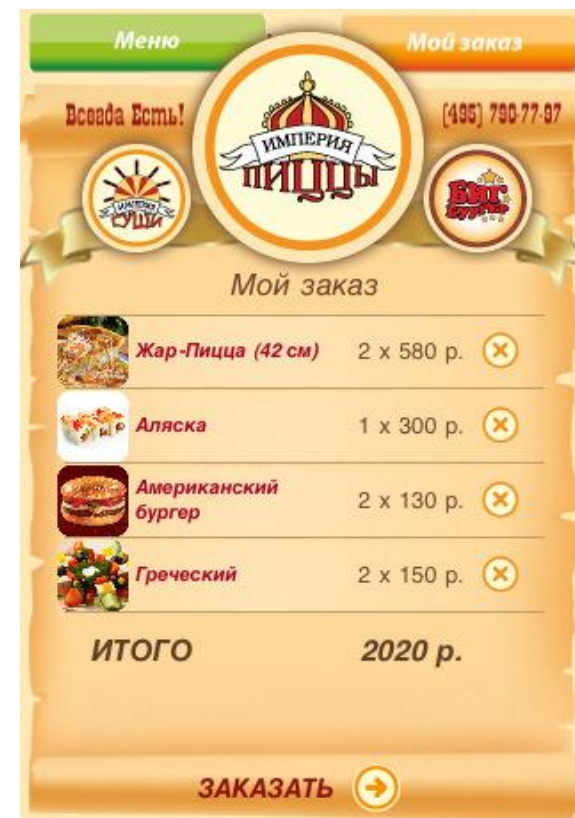 Меню
Мой заказ
Всегда Есть!
(495) 790-77-97
ИМПЕРИЯ
ПИЦЦЫ
ИМПЕРИЯ
СУШИ
БИГ
Бургер
Мой заказ
Жар-Пицца (42 см) 2 x 580 р.
Аляска 1 x 300 р.
Американский
бургер 2 x 130 р.
Греческий 2 x 150 р.
ИТОГО 2020 р.
ЗАКАЗАТЬ